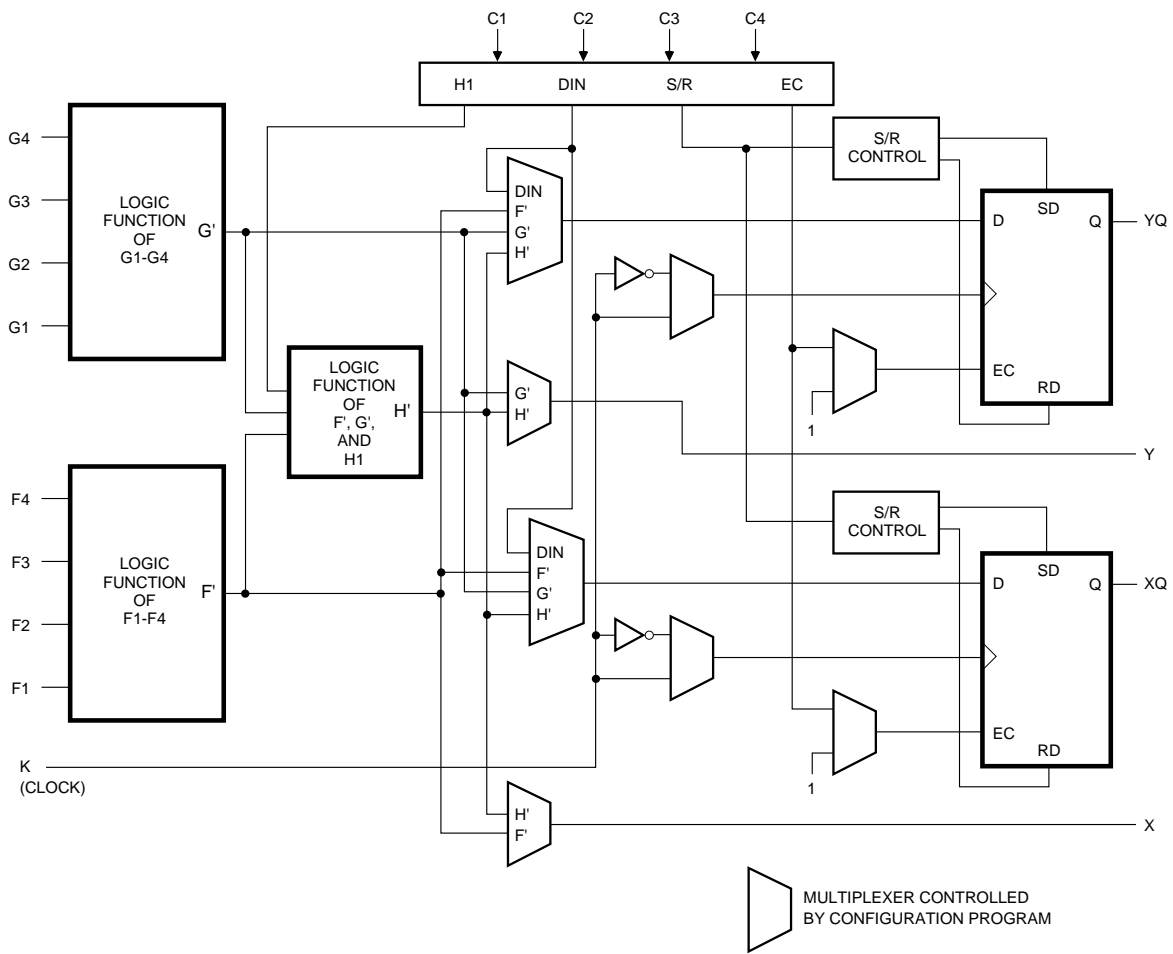 C1 C2 C3 C4
H1 DIN S/R EC
G4
G3
G2
G1
LOGIC
FUNCTION
OF
G1-G4
G'
DIN
F'
G'
H'
S/R
CONTROL
D
SD
Q
EC
RD
YQ
1
LOGIC
FUNCTION
OF
F', G',
AND
H1
H'
G'
H'
Y
F4
F3
F2
F1
LOGIC
FUNCTION
OF
F1-F4
F'
DIN
F'
G'
H'
S/R
CONTROL
D
SD
Q
EC
RD
XQ
1
K
(CLOCK)
H'
F'
X
MULTIPLEXER CONTROLLED
BY CONFIGURATION PROGRAM